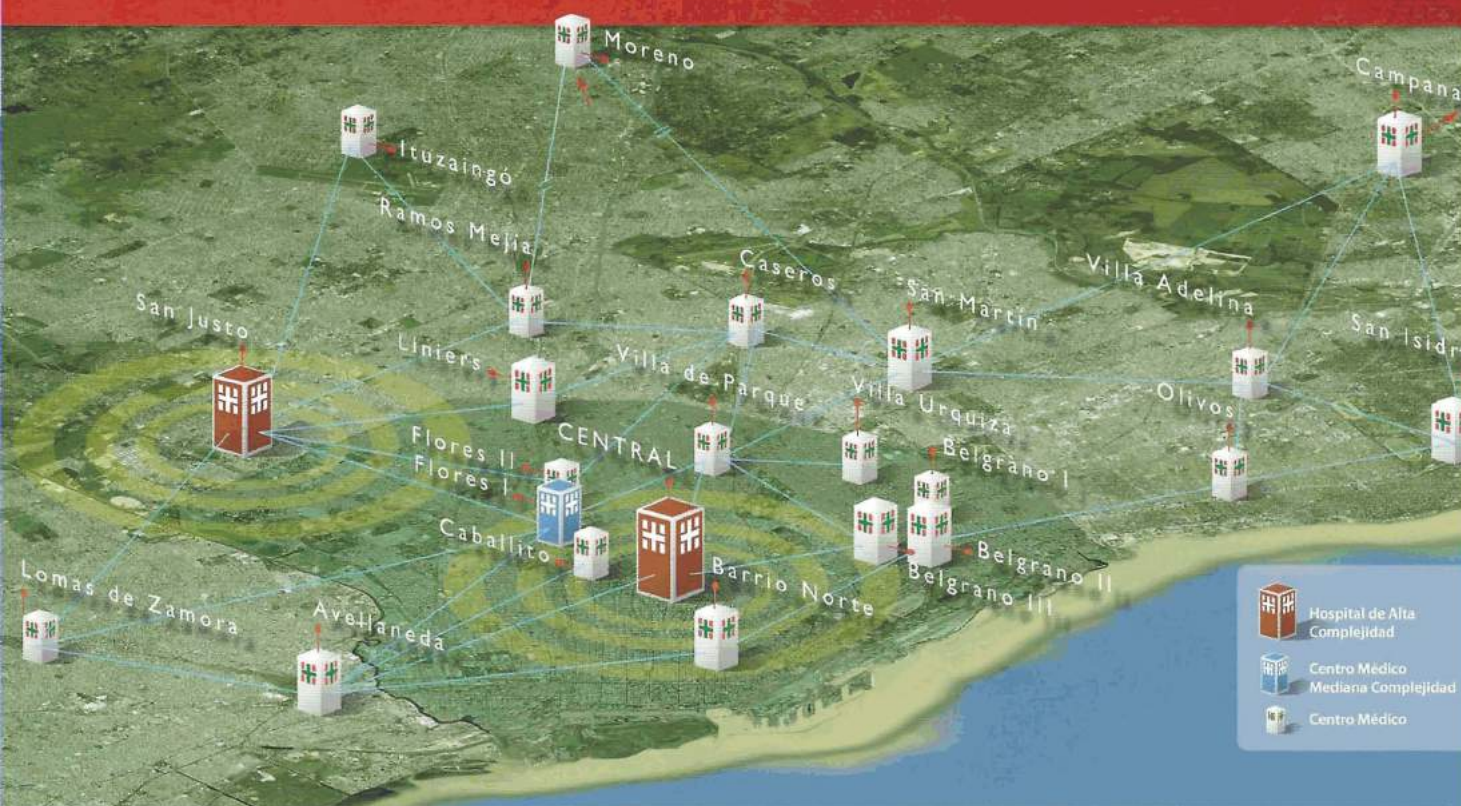 Moreno
Campana
Ituzaingó
Ramos Mejía
Caseros
San Martín
Villa Adelina
San Justo
San Isidr
Liniers
Villa de Parque
Villa Urquiza
Olivos
Flores II
CENTRAL
Belgrano I
Flores I
Caballito
Barrio Norte
Belgrano II
Belgrano III
Lomas de Zamora
Avellaneda
Hospital de Alta
Complejidad
Centro Médico
Mediana Complejidad
Centro Médico